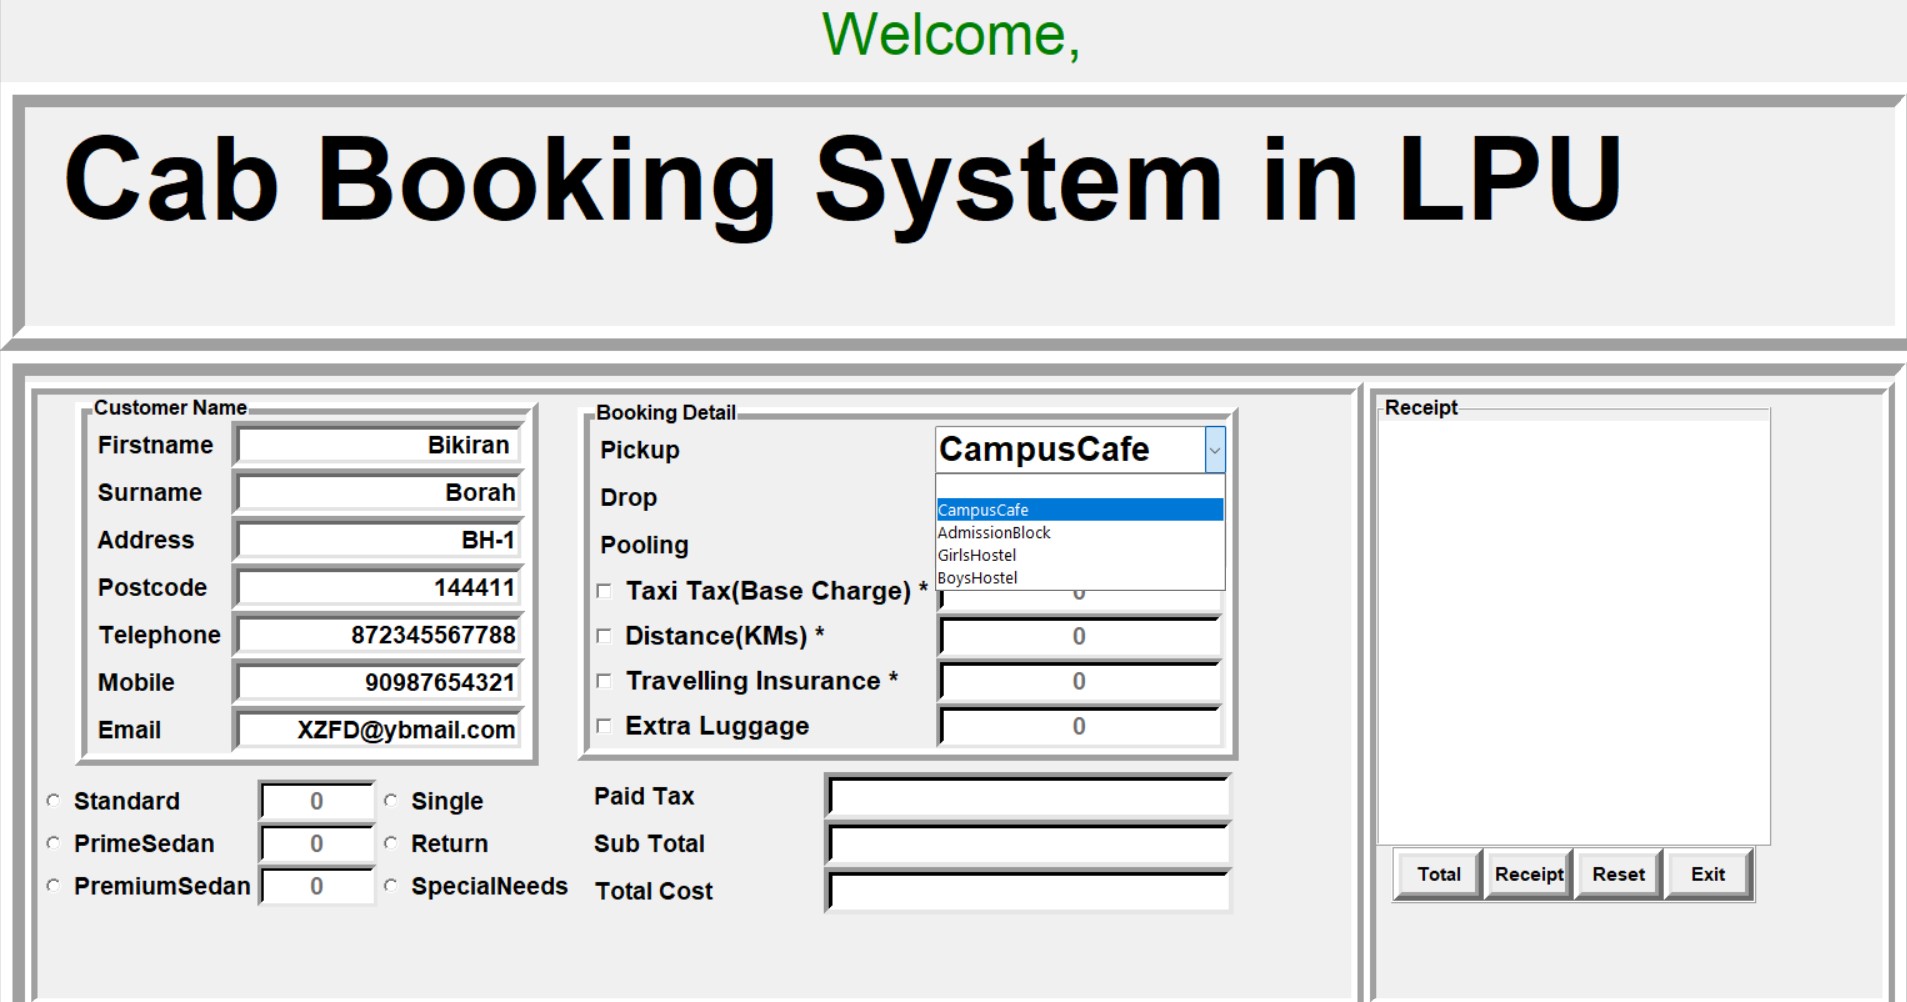 Welcome,
Cab Booking System in LPU
Customer Name
Firstname Bikiran
Surname Borah
Address BH-1
Postcode 144411
Telephone 872345567788
Mobile 90987654321
Email XZFD@ybmail.com
Standard 0 Single
PrimeSedan 0 Return
PremiumSedan 0 SpecialNeeds
Booking Detail
Pickup CampusCafe
CampusCafe
AdmissionBlock
GirlsHostel
BoysHostel
Drop
Pooling
Taxi Tax(Base Charge) * 0
Distance(KMs) * 0
Travelling Insurance * 0
Extra Luggage 0
Paid Tax
Sub Total
Total Cost
Receipt
Total Receipt Reset Exit